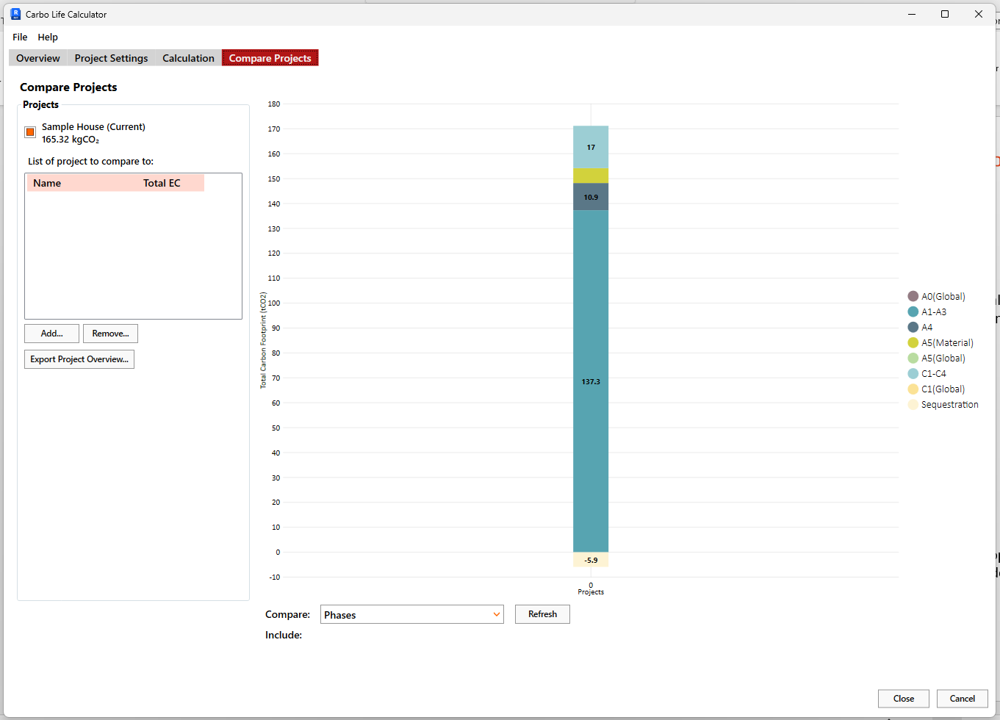 Carbo Life Calculator
File Help
Overview Project Settings Calculation Compare Projects
Compare Projects
Projects
Sample House (Current)
165.32 kgCO₂
List of project to compare to:
Name Total EC
Add... Remove...
Export Project Overview...
Total Carbon Footprint (tCO2)
180
170
160
150
140
130
120
110
100
90
80
70
60
50
40
30
20
10
0
-10
17
10.9
137.3
-5.9
0
Projects
A0(Global)
A1-A3
A4
A5(Material)
A5(Global)
C1-C4
C1(Global)
Sequestration
Compare: Phases Refresh
Include:
Close Cancel